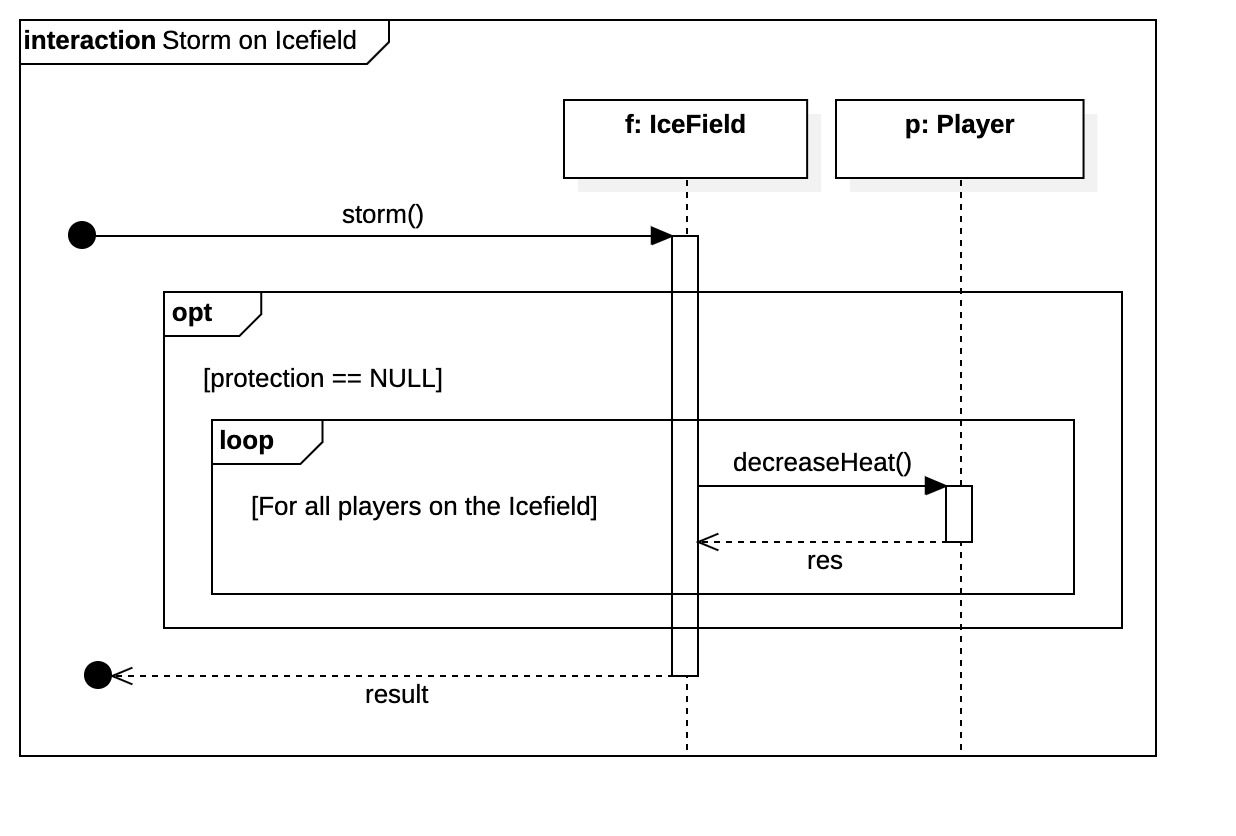 interaction Storm on Icefield
f: IceField
p: Player
storm()
opt
[protection == NULL]
loop
decreaseHeat()
[For all players on the Icefield]
res
result